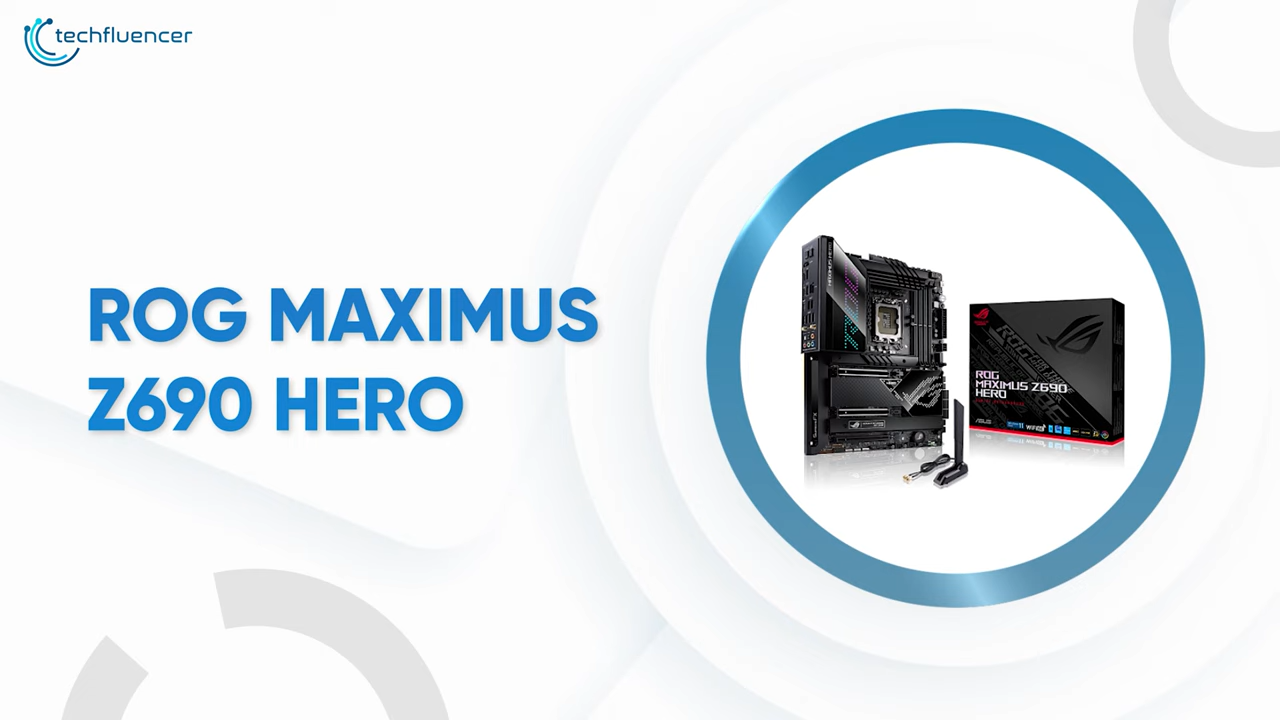 techfluencer
ROG MAXIMUS
Z690 HERO
ROG
MAXIMUS Z690
HERO